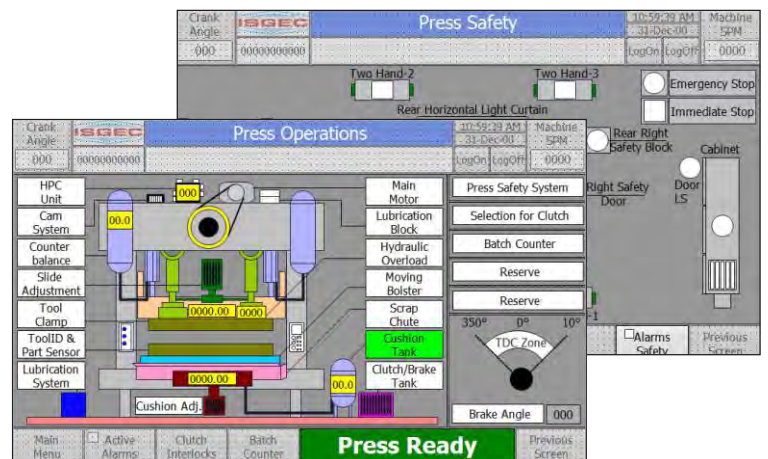 Crank
Angle
ISGEC
Press Safety
10:59:39 AM
31-Dec-00
Machine
SPM
000
00000000000
LogOn
LogOff
0000
Two Hand-2
Two Hand-3
Emergency Stop
Rear Horizontal Light Curtain
Immediate Stop
Rear Right
Safety Block
Cabinet
Right Safety
Door
Door
LS
-1
Alarms
Safety
Previous
Screen
Crank
Angle
ISGEC
Press Operations
10:59:39 AM
31-Dec-00
Machine
SPM
000
00000000000
LogOn
LogOff
0000
HPC
Unit
Cam
System
Counter
balance
Slide
Adjustment
Tool
Clamp
ToolID &
Part Sensor
Lubrication
System
000
00.0
0000.00
0000
0000.00
00.0
Cushion Adj.
Main
Motor
Lubrication
Block
Hydraulic
Overload
Moving
Bolster
Scrap
Chute
Cushion
Tank
Clutch/Brake
Tank
Press Safety System
Selection for Clutch
Batch Counter
Reserve
Reserve
350º 0º 10º
TDC Zone
Brake Angle 000
Main
Menu
Active
Alarms
Clutch
Interlocks
Batch
Counter
Press Ready
Previous
Screen